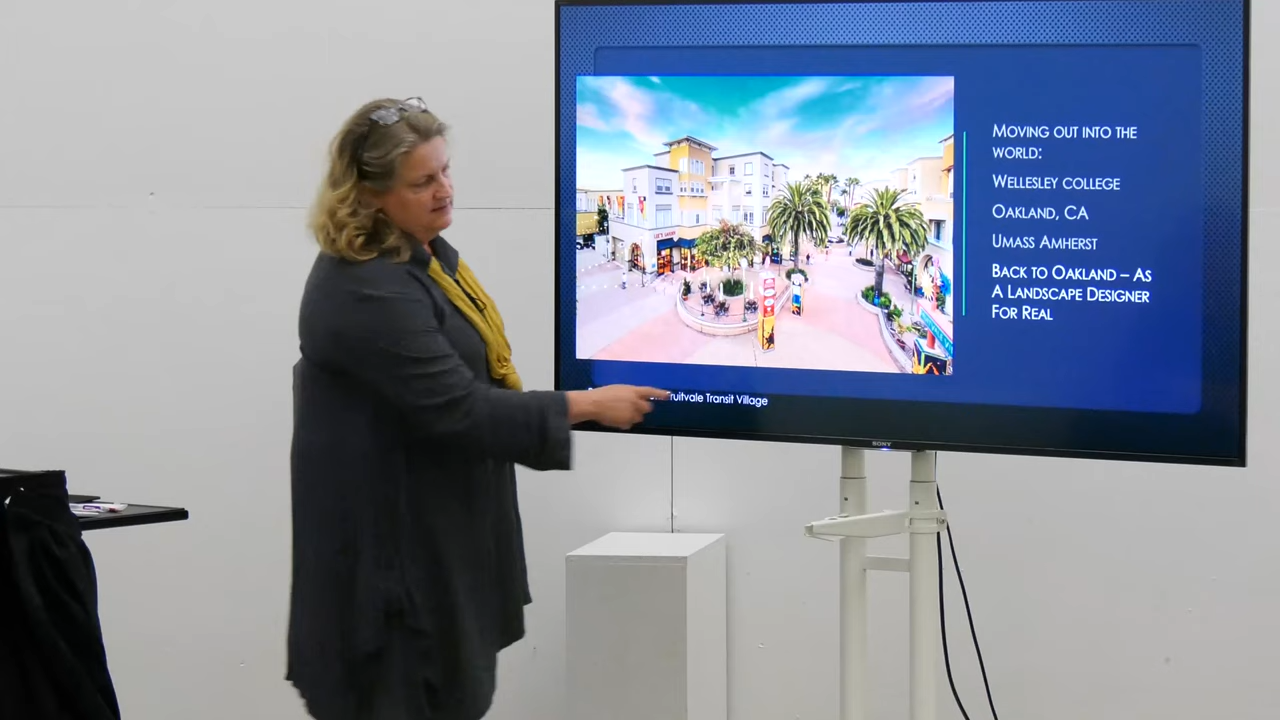 Moving out into the
world:
Wellesley college
Oakland, CA
Umass Amherst
Back to Oakland – As
A Landscape Designer
For Real
Fruitvale Transit Village
SONY